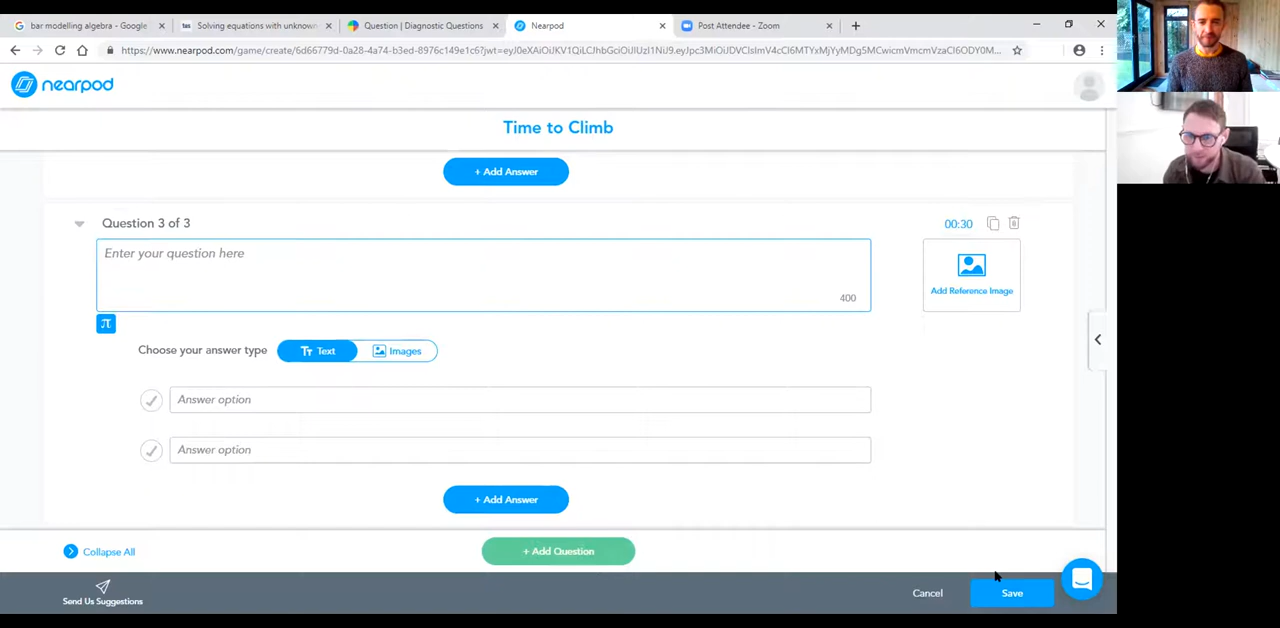 bar modelling algebra - Google
Solving equations with unknown
Question | Diagnostic Questions
Nearpod
Post Attendee - Zoom
nearpod
Time to Climb
+ Add Answer
Question 3 of 3
00:30
Enter your question here
400
Add Reference Image
π
Choose your answer type
Tт Text
Images
Answer option
Answer option
+ Add Answer
Collapse All
+ Add Question
Send Us Suggestions
Cancel
Save